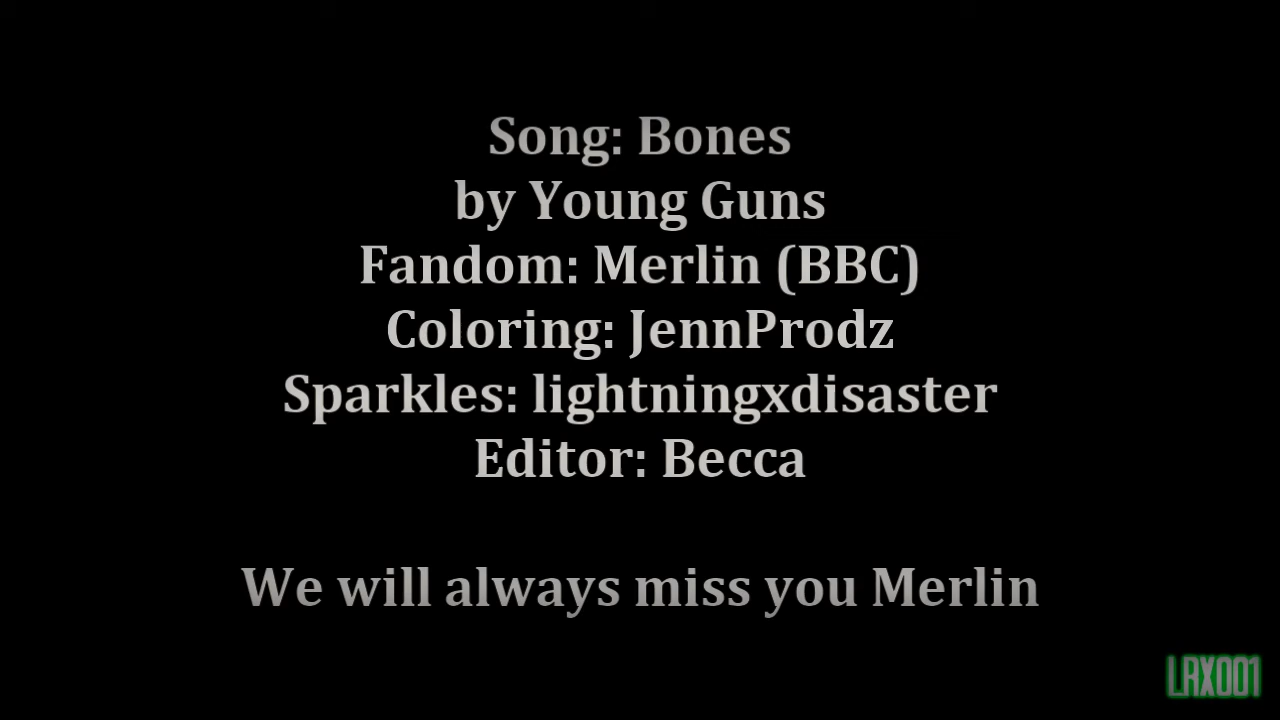 Song: Bones
by Young Guns
Fandom: Merlin (BBC)
Coloring: JennProdz
Sparkles: lightningxdisaster
Editor: Becca
We will always miss you Merlin
LRX001